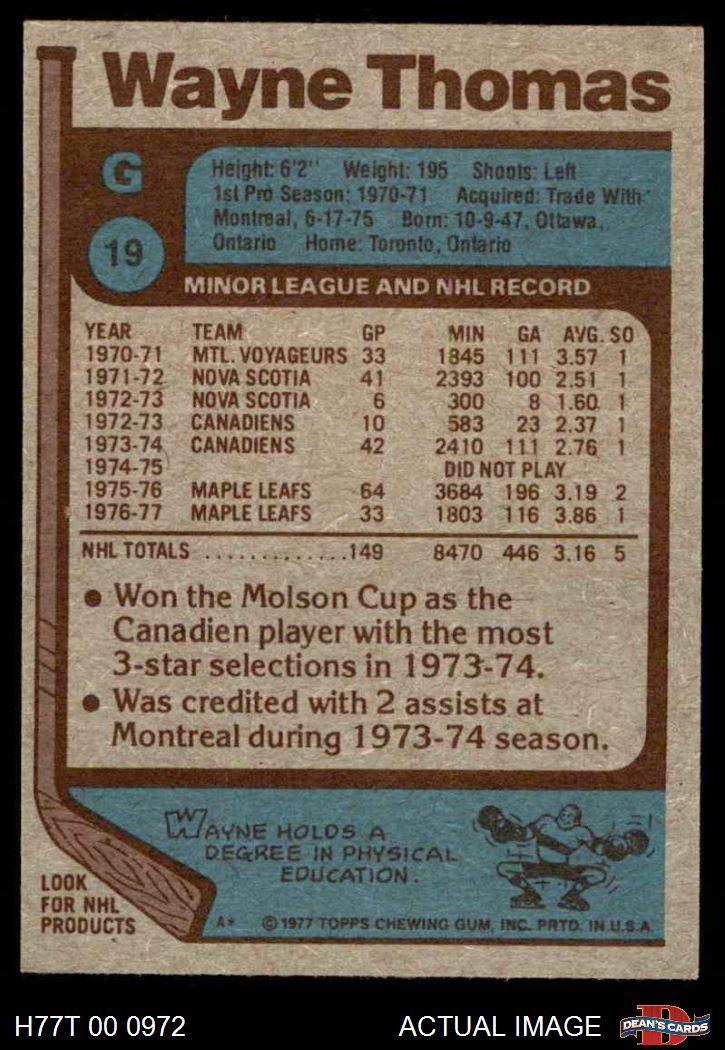 Wayne Thomas
G
19
Height: 6'2" Weight: 195 Shoots: Left
1st Pro Season: 1970-71 Acquired: Trade With
Montreal, 6-17-75 Born: 10-9-47, Ottawa,
Ontario Home: Toronto, Ontario
MINOR LEAGUE AND NHL RECORD
YEAR TEAM GP MIN GA AVG. SO
1970-71 MTL. VOYAGEURS 33 1845 111 3.57 1
1971-72 NOVA SCOTIA 41 2393 100 2.51 1
1972-73 NOVA SCOTIA 6 300 8 1.60 1
1972-73 CANADIENS 10 583 23 2.37 1
1973-74 CANADIENS 42 2410 111 2.76 1
1974-75 DID NOT PLAY
1975-76 MAPLE LEAFS 64 3684 196 3.19 2
1976-77 MAPLE LEAFS 33 1803 116 3.86 1
NHL TOTALS .............149 8470 446 3.16 5
• Won the Molson Cup as the
Canadien player with the most
3-star selections in 1973-74.
• Was credited with 2 assists at
Montreal during 1973-74 season.
WAYNE HOLDS A
DEGREE IN PHYSICAL
EDUCATION.
LOOK
FOR NHL
PRODUCTS
A* © 1977 TOPPS CHEWING GUM, INC. PRTD. IN U.S.A.
H77T 00 0972 ACTUAL IMAGE
D
DEAN'S CARDS